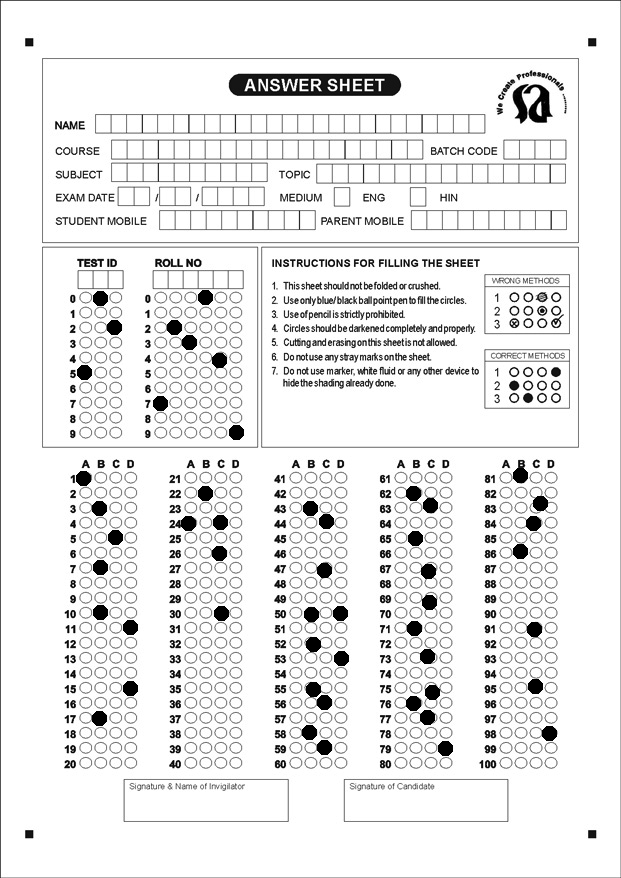 We Create Professionals ........
ANSWER SHEET
NAME
COURSE BATCH CODE
SUBJECT TOPIC
EXAM DATE / / MEDIUM ENG HIN
STUDENT MOBILE PARENT MOBILE
TEST ID ROLL NO
0 0
1 1
2 2
3 3
4 4
5 5
6 6
7 7
8 8
9 9
INSTRUCTIONS FOR FILLING THE SHEET
1. This sheet should not be folded or crushed.
2. Use only blue/ black ball point pen to fill the circles.
3. Use of pencil is strictly prohibited.
4. Circles should be darkened completely and properly.
5. Cutting and erasing on this sheet is not allowed.
6. Do not use any stray marks on the sheet.
7. Do not use marker, white fluid or any other device to
hide the shading already done.
WRONG METHODS
1
2
3
CORRECT METHODS
1
2
3
A B C D A B C D A B C D A B C D A B C D
1 21 41 61 81
2 22 42 62 82
3 23 43 63 83
4 24 44 64 84
5 25 45 65 85
6 26 46 66 86
7 27 47 67 87
8 28 48 68 88
9 29 49 69 89
10 30 50 70 90
11 31 51 71 91
12 32 52 72 92
13 33 53 73 93
14 34 54 74 94
15 35 55 75 95
16 36 56 76 96
17 37 57 77 97
18 38 58 78 98
19 39 59 79 99
20 40 60 80 100
Signature & Name of Invigilator Signature of Candidate